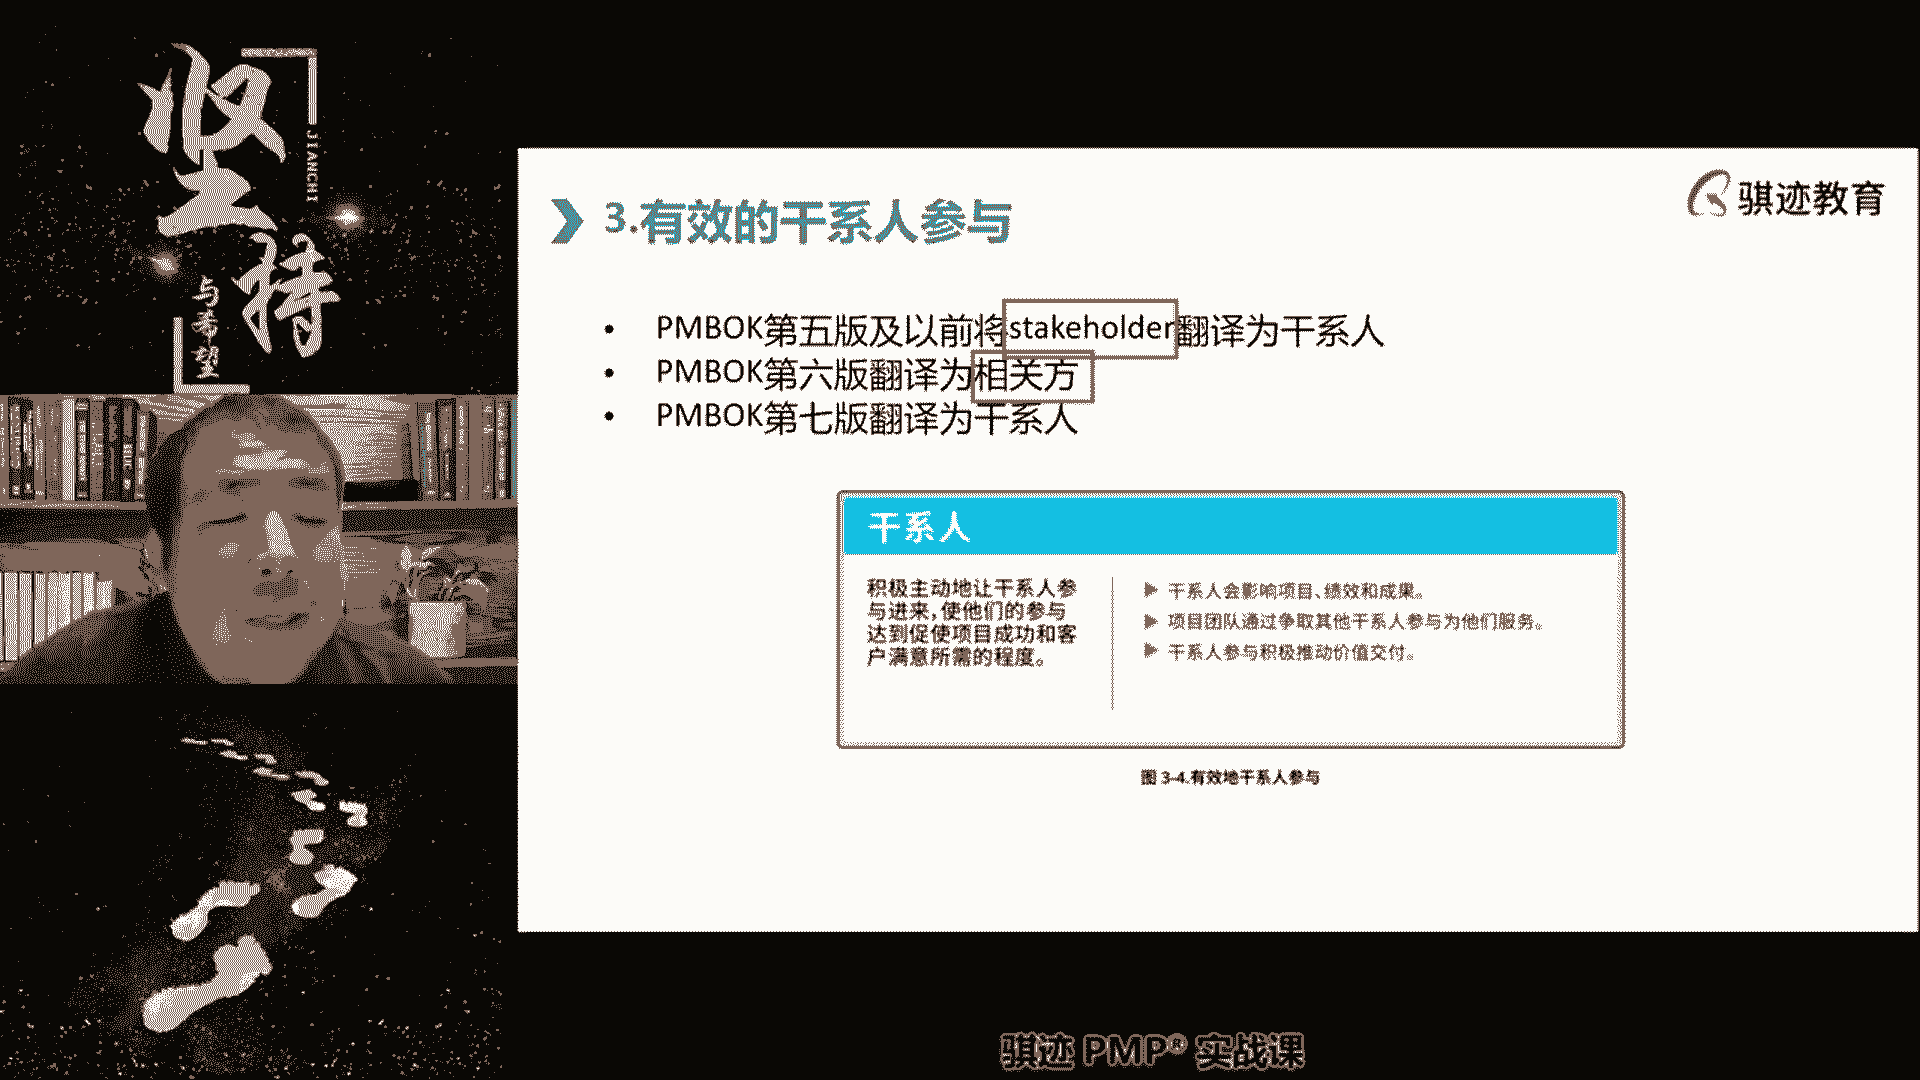 坚持
JIANCHI
与希望
骐迹教育
3.有效的干系人参与
• PMBOK第五版及以前将stakeholder翻译为干系人
• PMBOK第六版翻译为相关方
• PMBOK第七版翻译为干系人
干系人
积极主动地让干系人参
与进来,使他们的参与
达到促使项目成功和客
户满意所需的程度。
▶ 干系人会影响项目、绩效和成果。
▶ 项目团队通过争取其他干系人参与为他们服务。
▶ 干系人参与积极推动价值交付。
图 3-4.有效地干系人参与
骐迹 PMP® 实战课